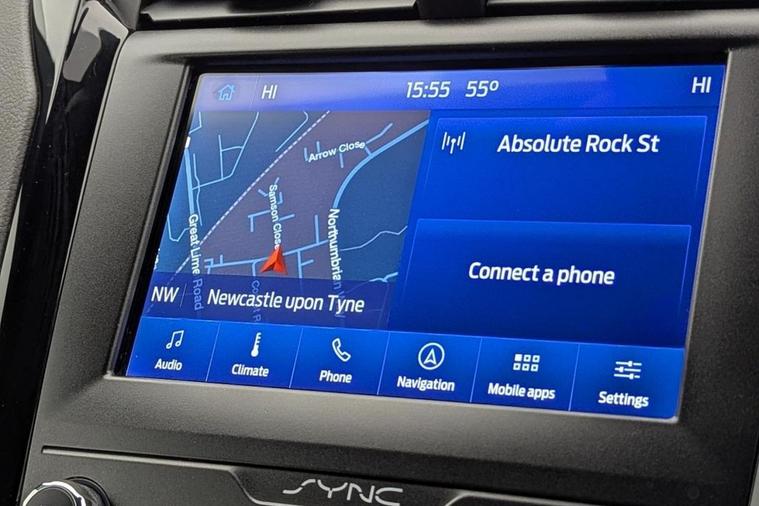 HI 15:55 55º HI
Absolute Rock St
Arrow Close
Samson Close
Great Lime Road
Northumbrian
Connect a phone
NW Newcastle upon Tyne
Audio Climate Phone Navigation Mobile apps Settings
SYNC